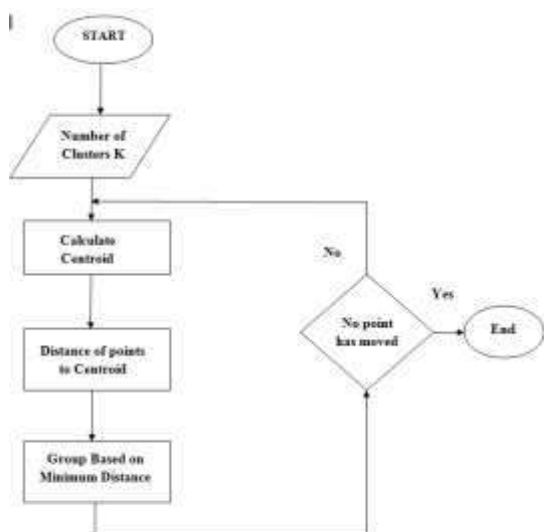 START
Number of
Clusters K
Calculate
Centroid
Distance of points
to Centroid
Group Based on
Minimum Distance
No
No point
has moved
Yes
End